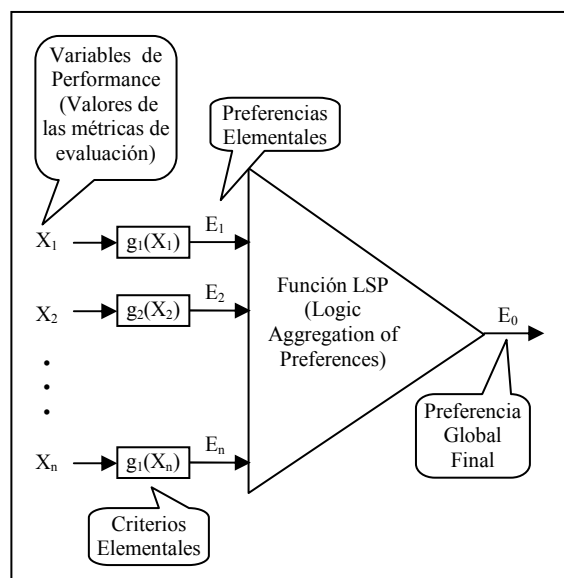 Variables de
Performance
(Valores de
las métricas de
evaluación)
Preferencias
Elementales
X₁
g₁(X₁)
E₁
X₂
g₂(X₂)
E₂
Función LSP
(Logic
Aggregation of
Preferences)
E₀
Xₙ
g₁(Xₙ)
Eₙ
Preferencia
Global
Final
Criterios
Elementales